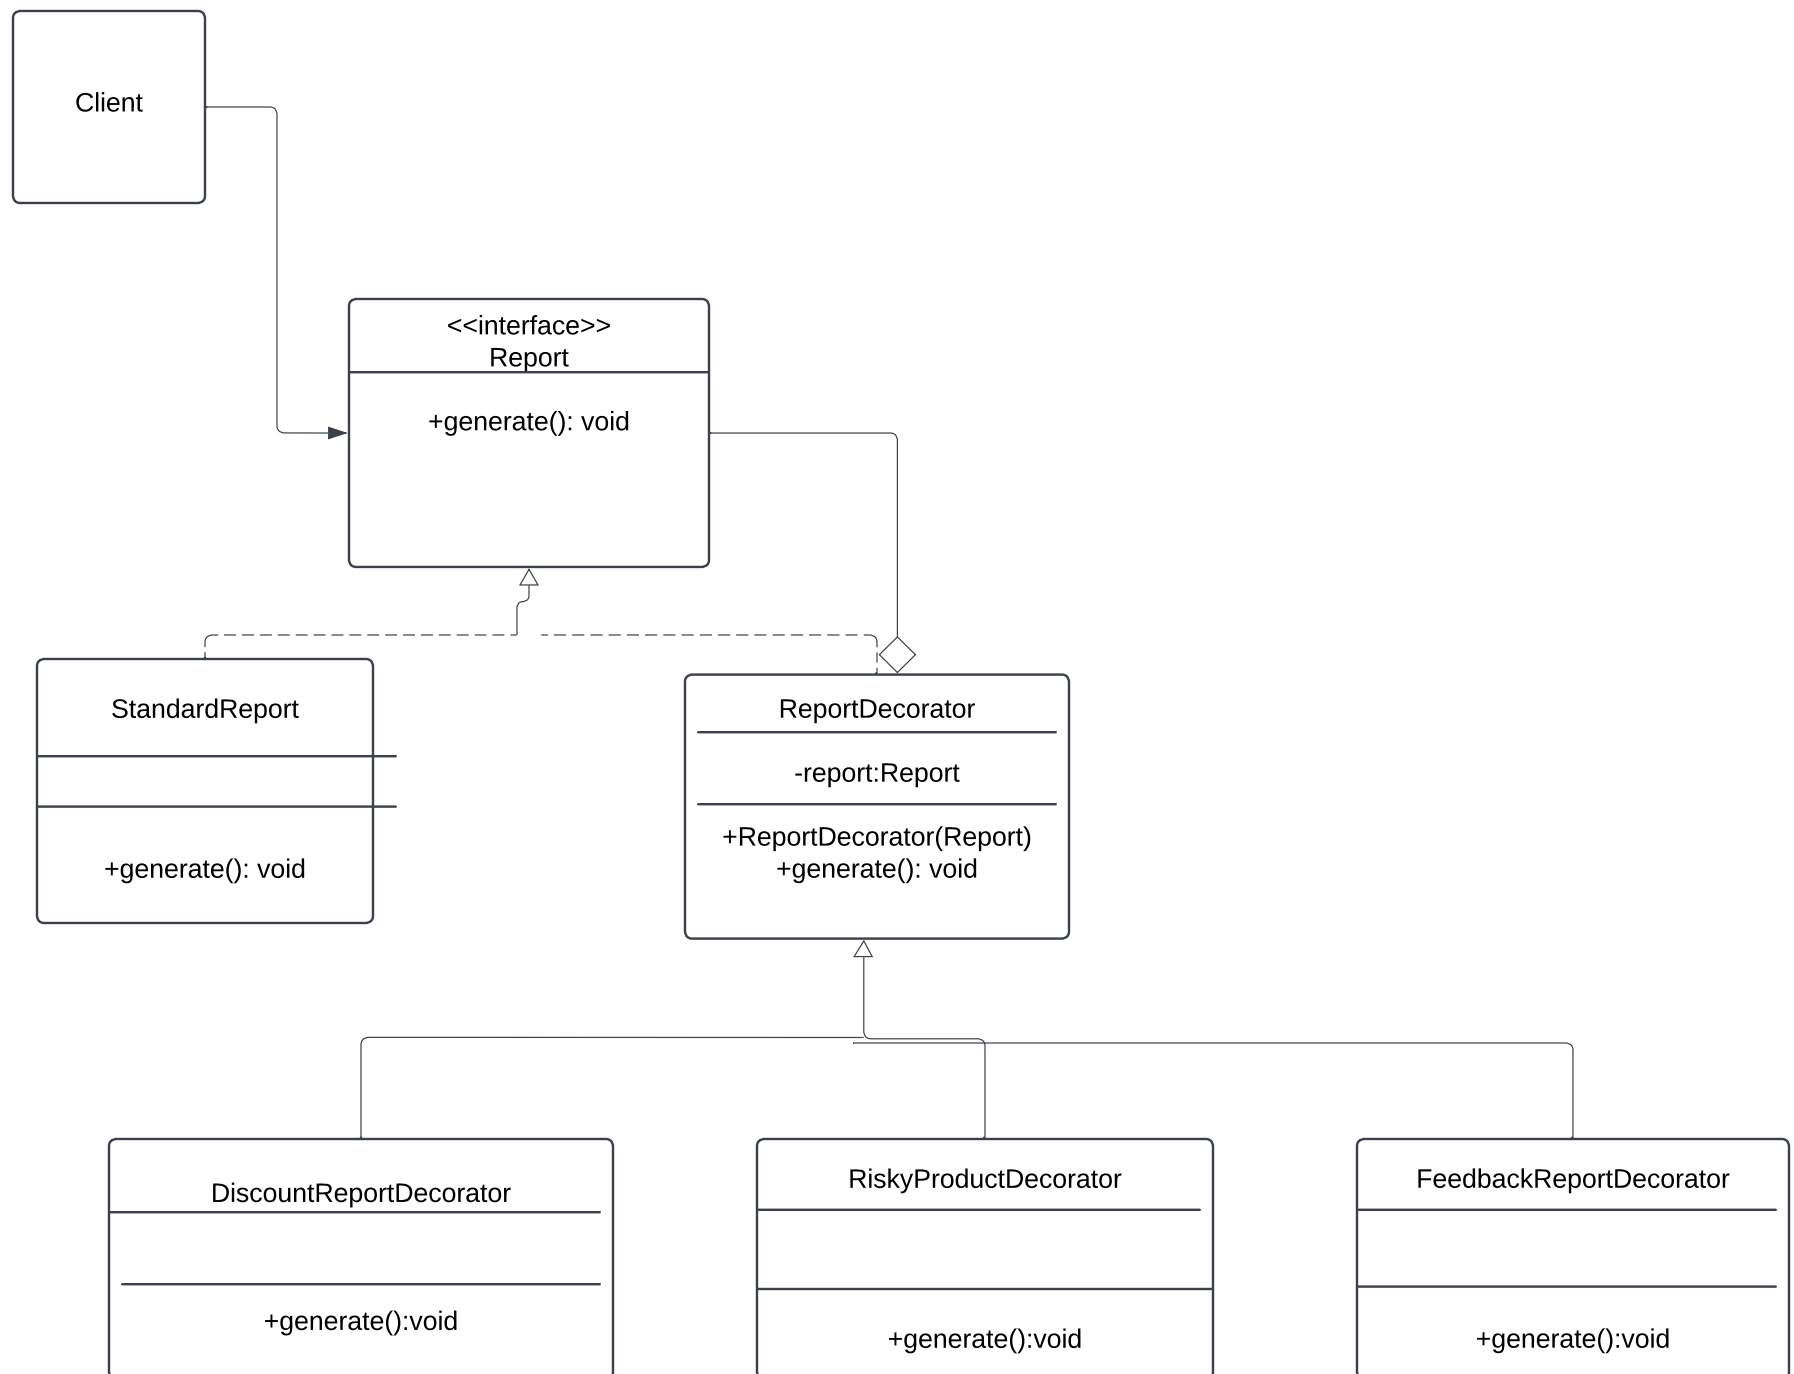 Client
<<interface>>
Report
+generate(): void
StandardReport
+generate(): void
ReportDecorator
-report:Report
+ReportDecorator(Report)
+generate(): void
DiscountReportDecorator
+generate():void
RiskyProductDecorator
+generate():void
FeedbackReportDecorator
+generate():void